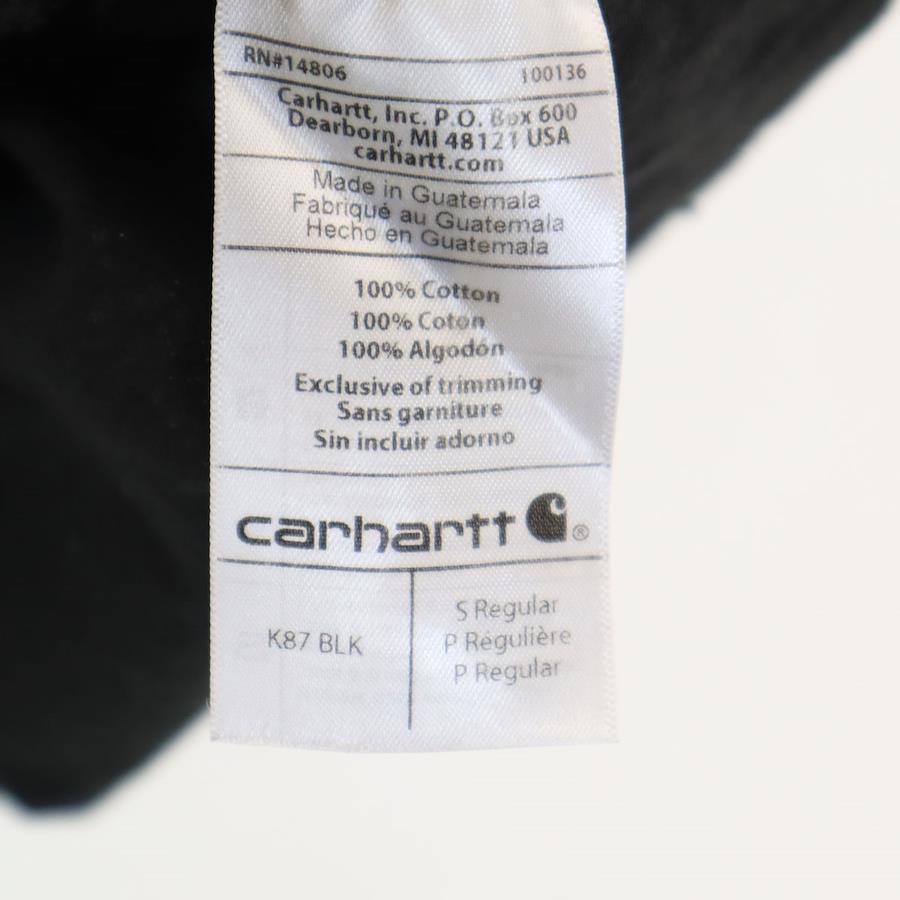 RN#14806 100136
Carhartt, Inc. P.O. Box 600
Dearborn, MI 48121 USA
carhartt.com
Made in Guatemala
Fabriqué au Guatemala
Hecho en Guatemala
100% Cotton
100% Coton
100% Algodón
Exclusive of trimming
Sans garniture
Sin incluir adorno
carhartt ®
K87 BLK
S Regular
P Régulière
P Regular